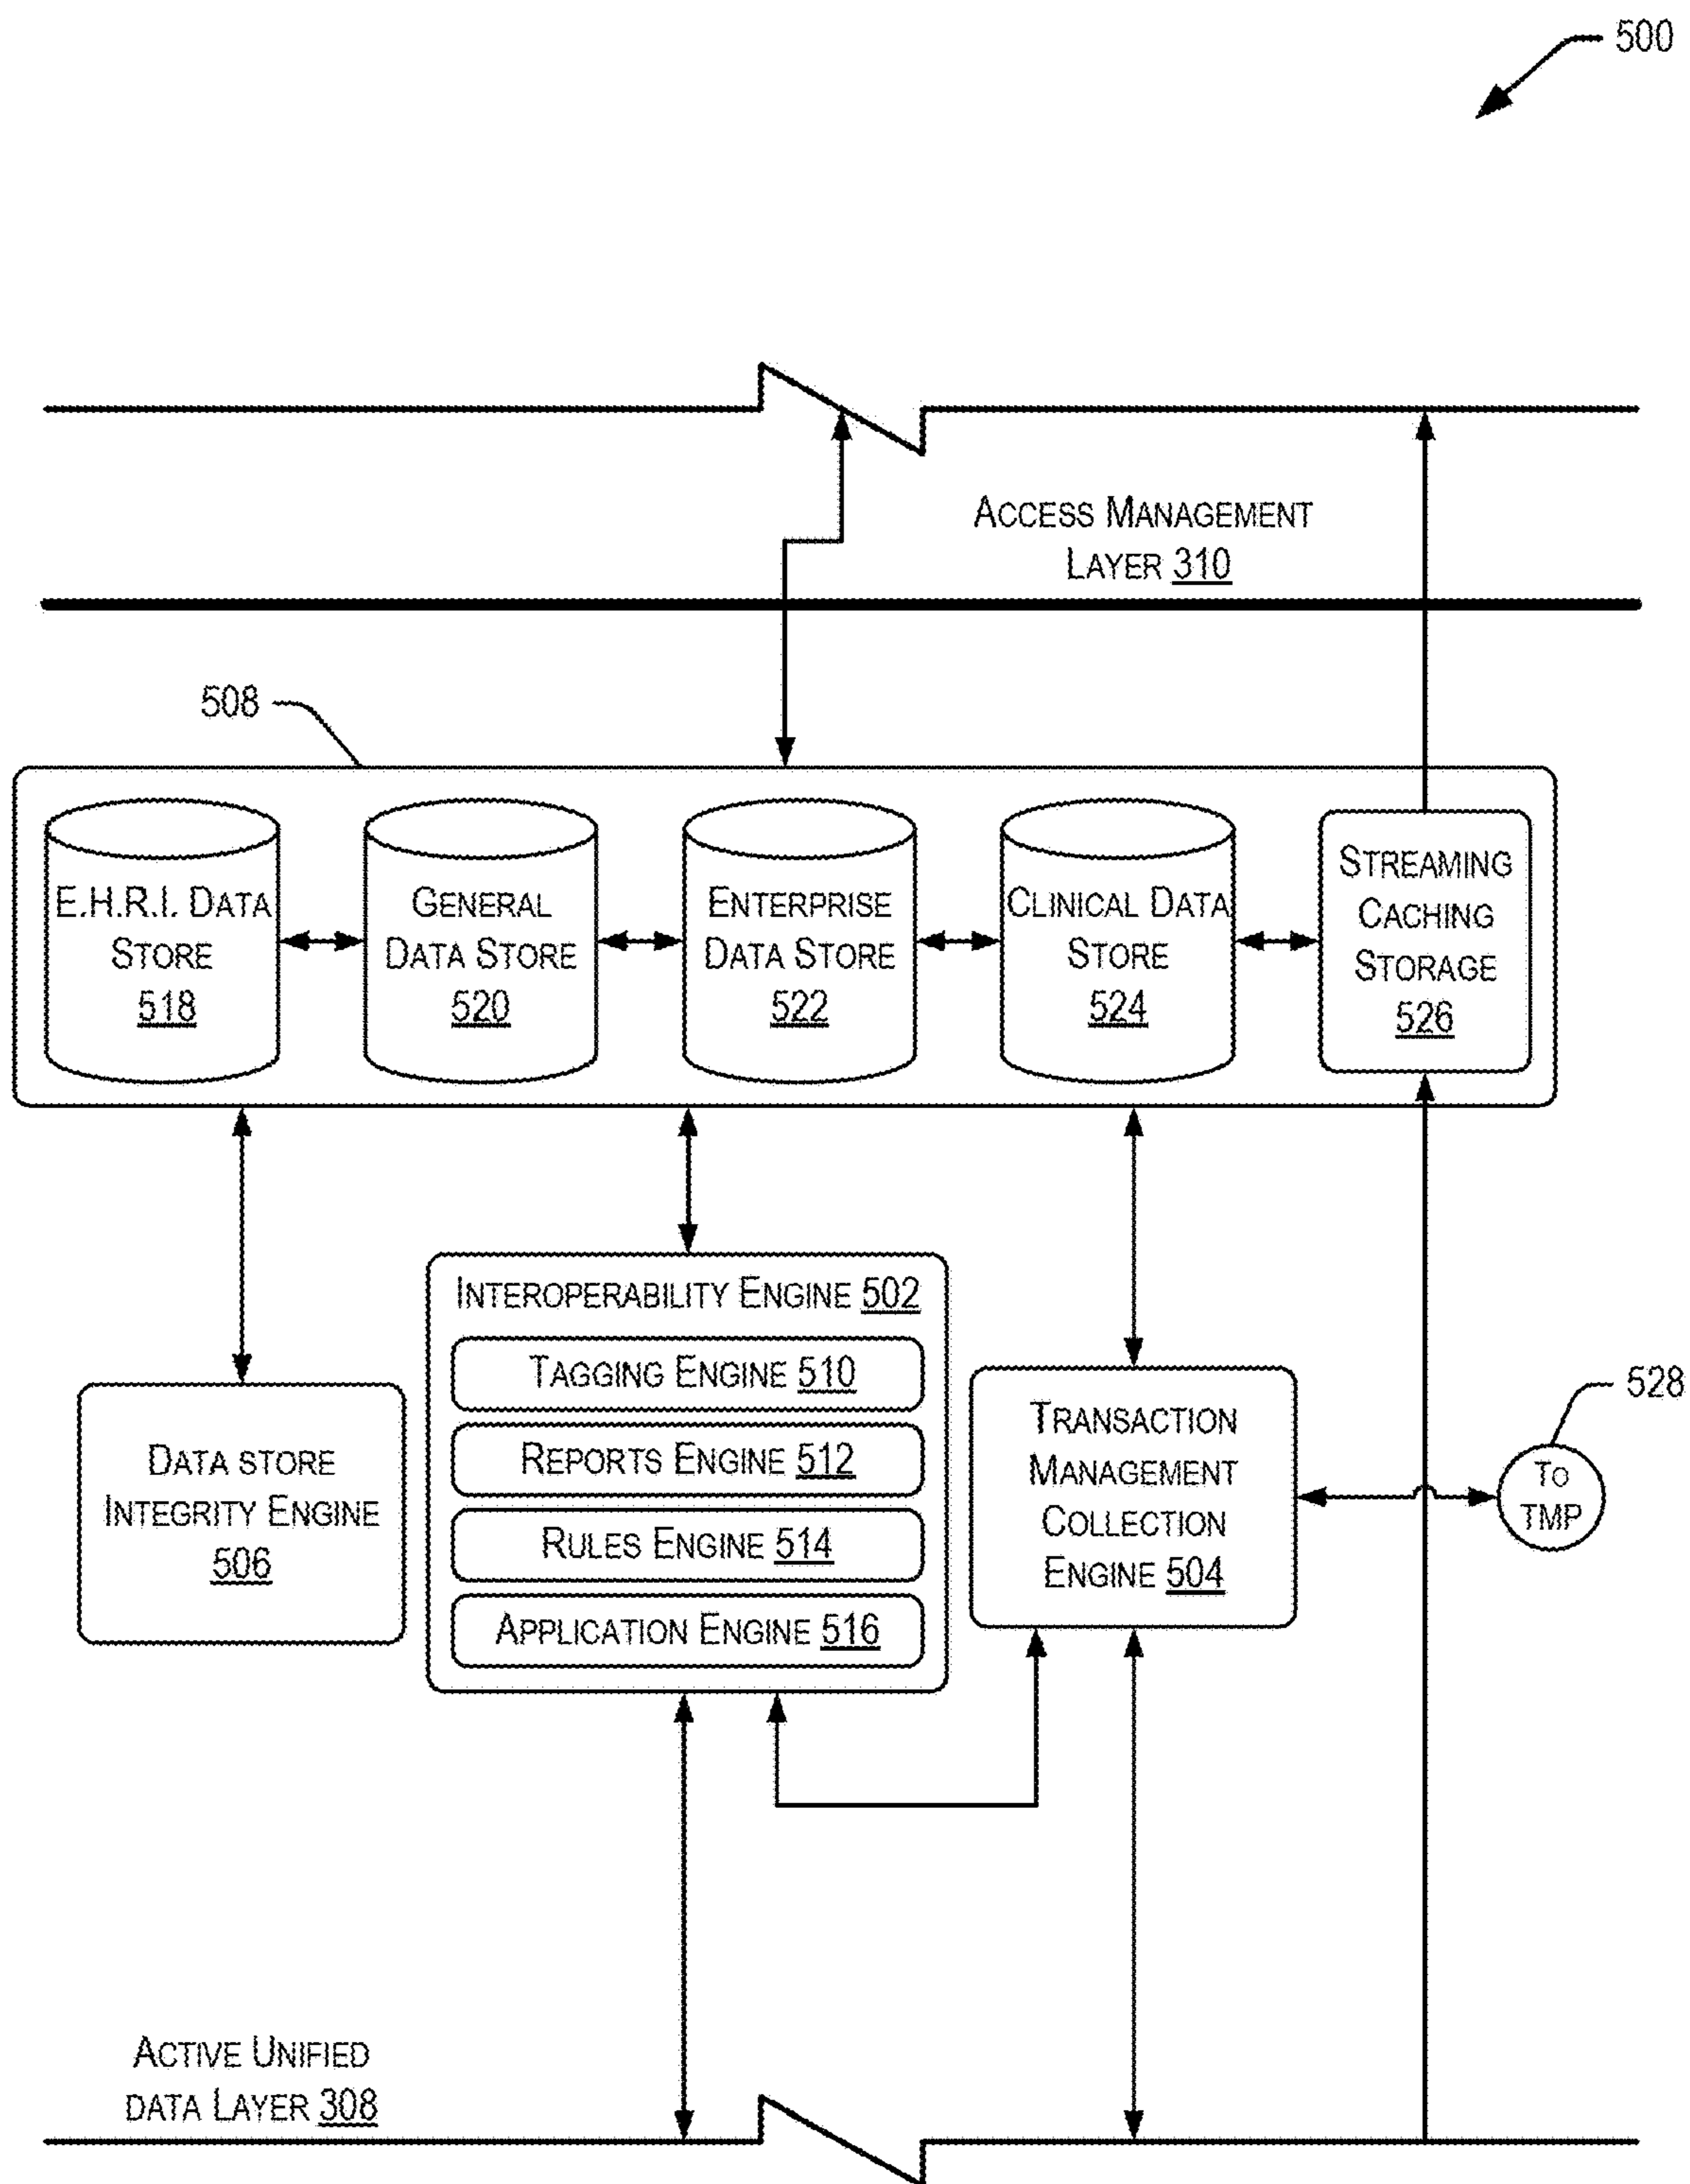 500
ACCESS MANAGEMENT
LAYER 310
508
E.H.R.I. DATA
STORE
518
GENERAL
DATA STORE
520
ENTERPRISE
DATA STORE
522
CLINICAL DATA
STORE
524
STREAMING
CACHING
STORAGE
526
INTEROPERABILITY ENGINE 502
TAGGING ENGINE 510
REPORTS ENGINE 512
RULES ENGINE 514
APPLICATION ENGINE 516
DATA STORE
INTEGRITY ENGINE
506
TRANSACTION
MANAGEMENT
COLLECTION
ENGINE 504
528
TO
TMP
ACTIVE UNIFIED
DATA LAYER 308